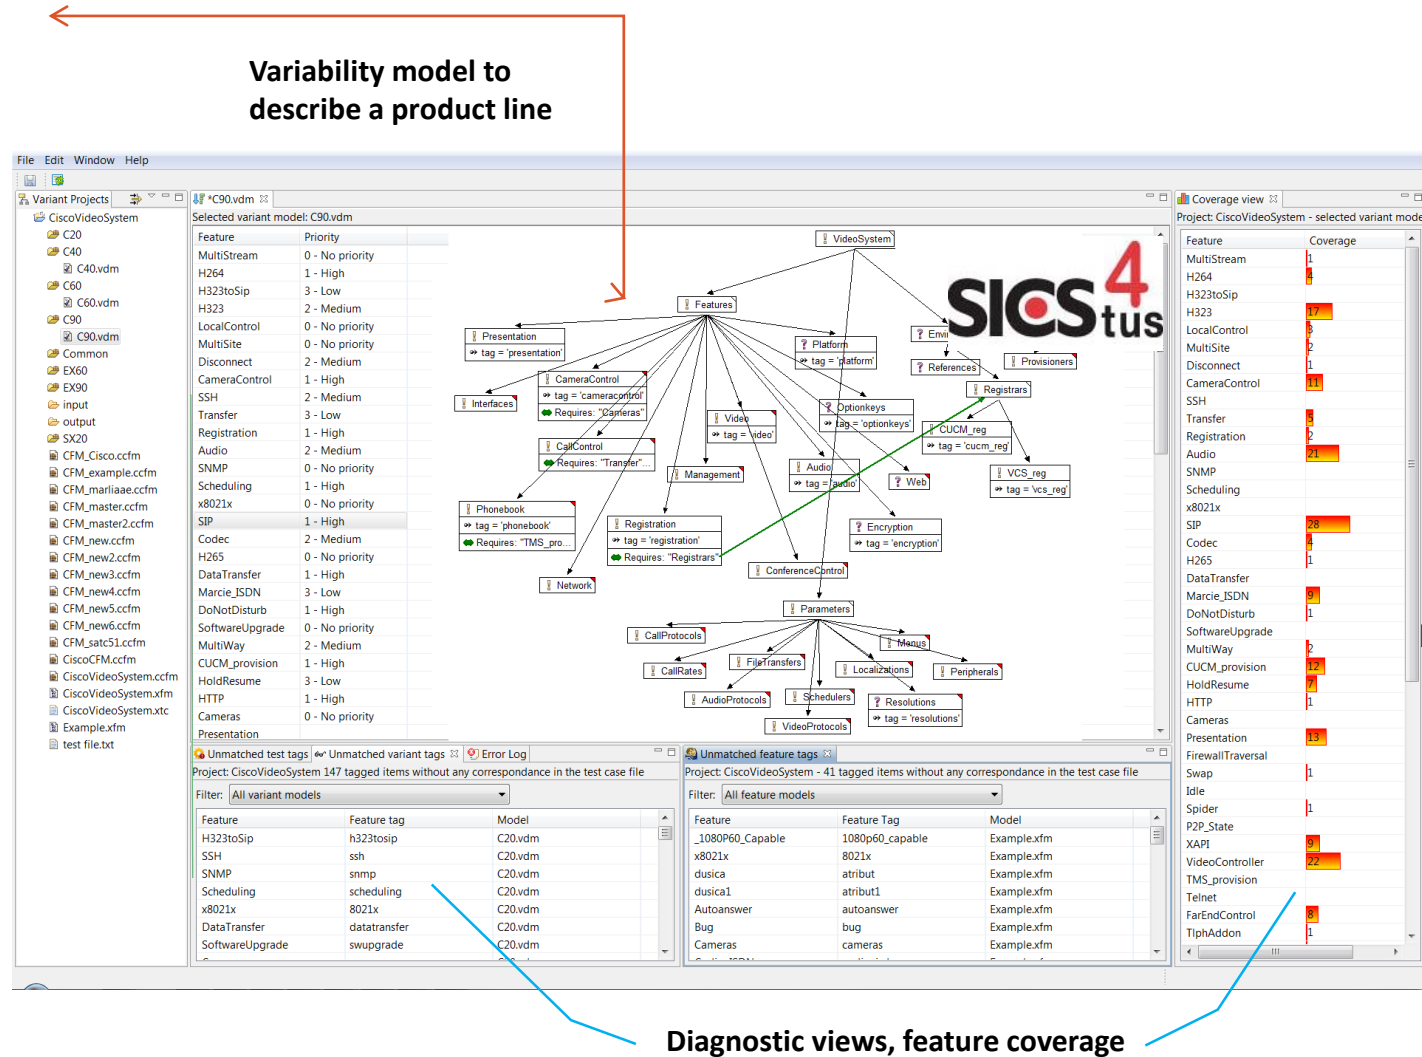 Variability model to
describe a product line
File Edit Window Help
Variant Projects
CiscoVideoSystem
C20
C40
C40.vdm
C60
C60.vdm
C90
C90.vdm
Common
EX60
EX90
input
output
SX20
CFM_Cisco.ccfm
CFM_example.ccfm
CFM_marliaae.ccfm
CFM_master.ccfm
CFM_master2.ccfm
CFM_new.ccfm
CFM_new2.ccfm
CFM_new3.ccfm
CFM_new4.ccfm
CFM_new5.ccfm
CFM_new6.ccfm
CFM_satc51.ccfm
CiscoCFM.ccfm
CiscoVideoSystem.ccfm
CiscoVideoSystem.xfm
CiscoVideoSystem.xtc
Example.xfm
test file.txt
*C90.vdm
Selected variant model: C90.vdm
Feature Priority
MultiStream 0 - No priority
H264 1 - High
H323toSip 3 - Low
H323 2 - Medium
LocalControl 0 - No priority
MultiSite 0 - No priority
Disconnect 2 - Medium
CameraControl 1 - High
SSH 2 - Medium
Transfer 3 - Low
Registration 1 - High
Audio 2 - Medium
SNMP 0 - No priority
Scheduling 1 - High
x8021x 0 - No priority
SIP 1 - High
Codec 2 - Medium
H265 0 - No priority
DataTransfer 1 - High
Marcie_ISDN 3 - Low
DoNotDisturb 1 - High
SoftwareUpgrade 0 - No priority
MultiWay 2 - Medium
CUCM_provision 1 - High
HoldResume 3 - Low
HTTP 1 - High
Cameras 0 - No priority
Presentation
VideoSystem
SICStus 4
Features
Presentation
tag = 'presentation'
? Platform
tag = 'platform'
? Envi
? References
Provisioners
CameraControl
tag = 'cameracontrol'
Requires: "Cameras"
Interfaces
Registrars
Video
tag = 'video'
? Optionkeys
tag = 'optionkeys'
CUCM_reg
tag = 'cucm_reg'
CallControl
Requires: "Transfer"...
Management
Audio
tag = 'audio'
? Web
VCS_reg
tag = 'vcs_reg'
Phonebook
tag = 'phonebook'
Requires: "TMS_pro...
Registration
tag = 'registration'
Requires: "Registrars"
? Encryption
tag = 'encryption'
Network
ConferenceControl
Parameters
CallProtocols
Menus
CallRates
FileTransfers
Localizations
Peripherals
AudioProtocols
Schedulers
? Resolutions
tag = 'resolutions'
VideoProtocols
Coverage view
Project: CiscoVideoSystem - selected variant mode
Feature Coverage
MultiStream 1
H264 4
H323toSip
H323 17
LocalControl 3
MultiSite 2
Disconnect 1
CameraControl 11
SSH
Transfer 5
Registration 2
Audio 21
SNMP
Scheduling
x8021x
SIP 28
Codec 4
H265 1
DataTransfer
Marcie_ISDN 9
DoNotDisturb 1
SoftwareUpgrade
MultiWay 2
CUCM_provision 12
HoldResume 7
HTTP 1
Cameras
Presentation 13
FirewallTraversal
Swap 1
Idle
Spider 1
P2P_State
XAPI 9
VideoController 22
TMS_provision
Telnet
FarEndControl 8
TlphAddon 1
Unmatched test tags Unmatched variant tags Error Log
Project: CiscoVideoSystem 147 tagged items without any correspondance in the test case file
Filter: All variant models
Feature Feature tag Model
H323toSip h323tosip C20.vdm
SSH ssh C20.vdm
SNMP snmp C20.vdm
Scheduling scheduling C20.vdm
x8021x 8021x C20.vdm
DataTransfer datatransfer C20.vdm
SoftwareUpgrade swupgrade C20.vdm
Unmatched feature tags
Project: CiscoVideoSystem - 41 tagged items without any correspondance in the test case file
Filter: All feature models
Feature Feature Tag Model
_1080P60_Capable 1080p60_capable Example.xfm
x8021x 8021x Example.xfm
dusica atribut Example.xfm
dusica1 atribut1 Example.xfm
Autoanswer autoanswer Example.xfm
Bug bug Example.xfm
Cameras cameras Example.xfm
Diagnostic views, feature coverage